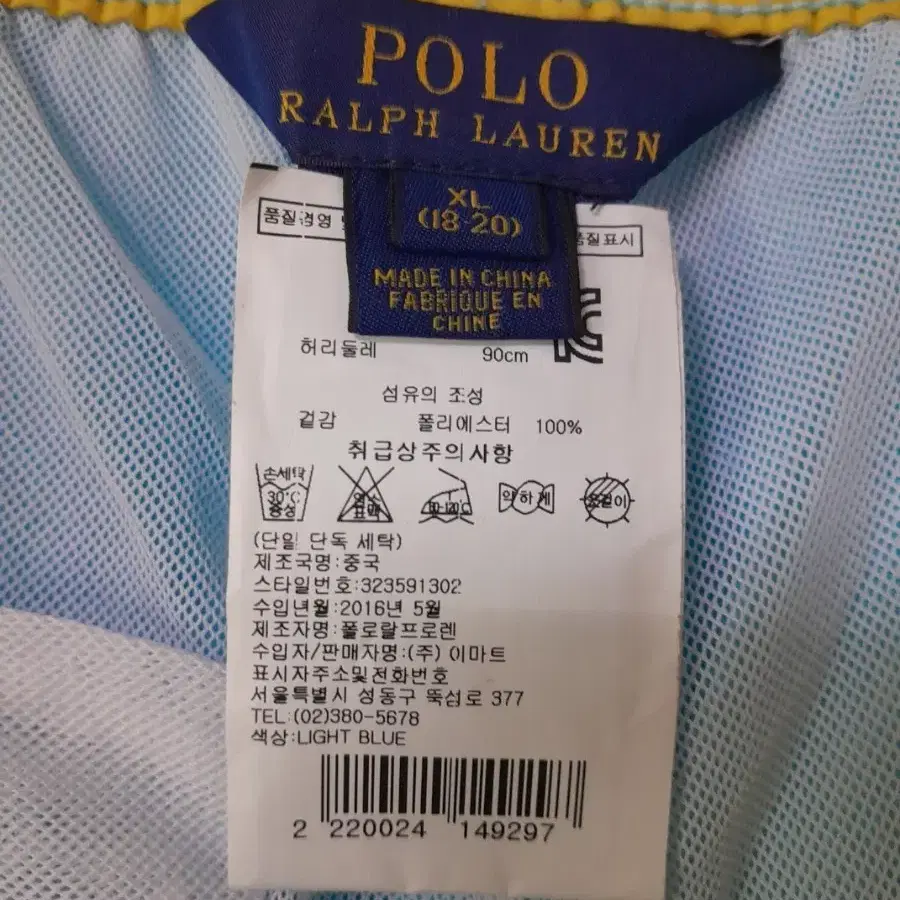 POLO
RALPH LAUREN
XL
(18-20)
MADE IN CHINA
FABRIQUE EN
CHINE
품질경영
품질표시
허리둘레 90cm
섬유의 조성
겉감 폴리에스터 100%
취급상주의사항
손세탁
30℃
중성
약하게
옷걸이
(단일 단독 세탁)
제조국명:중국
스타일번호:323591302
수입년월:2016년 5월
제조자명:폴로랄프로렌
수입자/판매자명:(주) 이마트
표시자주소및전화번호
서울특별시 성동구 뚝섬로 377
TEL:(02)380-5678
색상:LIGHT BLUE
2 220024 149297